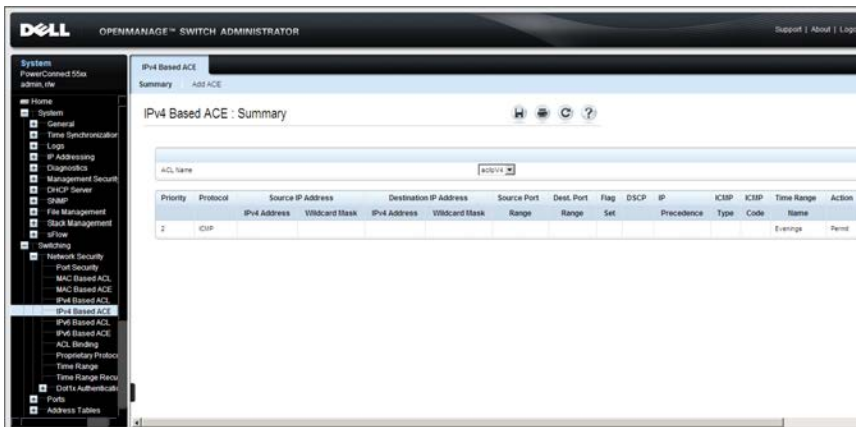 DELL OPENMANAGE™ SWITCH ADMINISTRATOR Support | About | Logo
System
PowerConnect 55xx
admin, r/w
Home
System
General
Time Synchronization
Logs
IP Addressing
Diagnostics
Management Securit
DHCP Server
SNMP
File Management
Stack Management
sFlow
Switching
Network Security
Port Security
MAC Based ACL
MAC Based ACE
IPv4 Based ACL
IPv4 Based ACE
IPv6 Based ACL
IPv6 Based ACE
ACL Binding
Proprietary Protoco
Time Range
Time Range Recu
Dot1x Authenticati
Ports
Address Tables
IPv4 Based ACE
Summary Add ACE
IPv4 Based ACE : Summary
ACL Name
Priority Protocol Source IP Address Destination IP Address Source Port Dest. Port Flag DSCP IP ICMP ICMP Time Range Action
IPv4 Address Wildcard Mask IPv4 Address Wildcard Mask Range Range Set Precedence Type Code Name
2 ICMP Evenings Permit